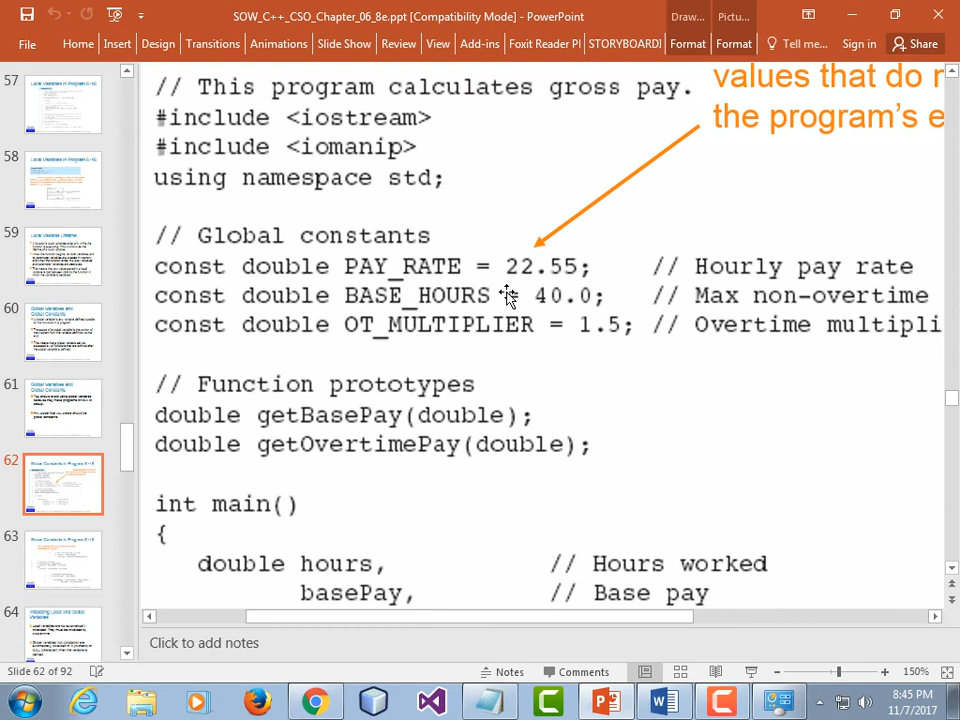 SOW_C++_CSO_Chapter_06_8e.ppt [Compatibility Mode] - PowerPoint
Draw...
Pictu...
File
Home
Insert
Design
Transitions
Animations
Slide Show
Review
View
Add-ins
Foxit Reader PI
STORYBOARDI
Format
Format
Tell me...
Sign in
Share
57
58
59
60
61
62
63
64
values that do n
the program's e
// This program calculates gross pay.
#include <iostream>
#include <iomanip>
using namespace std;
// Global constants
const double PAY_RATE = 22.55; // Hourly pay rate
const double BASE_HOURS = 40.0; // Max non-overtime
const double OT_MULTIPLIER = 1.5; // Overtime multipli
// Function prototypes
double getBasePay(double);
double getOvertimePay(double);
int main()
{
double hours, // Hours worked
basePay, // Base pay
Click to add notes
Slide 62 of 92
Notes
Comments
150%
8:45 PM
11/7/2017